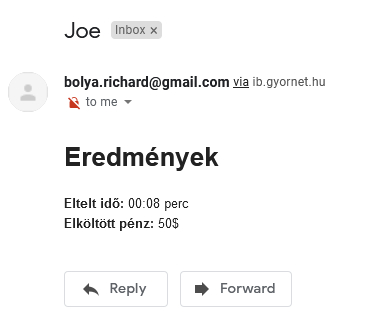 Joe Inbox ×
bolya.richard@gmail.com via ib.gyornet.hu
to me
Eredmények
Eltelt idő: 00:08 perc
Elköltött pénz: 50$
Reply Forward